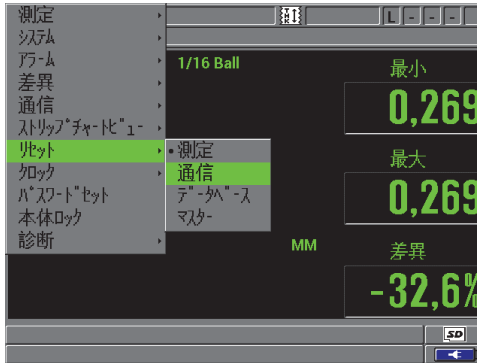 測定
システム
アラーム
差異
通信
ストリップチャートビュー
リセット
クロック
パスワードセット
本体ロック
診断
測定
通信
データベース
マスター
L - - -
1/16 Ball
最小
0,269
最大
0,269
MM
差異
-32,6%
SD